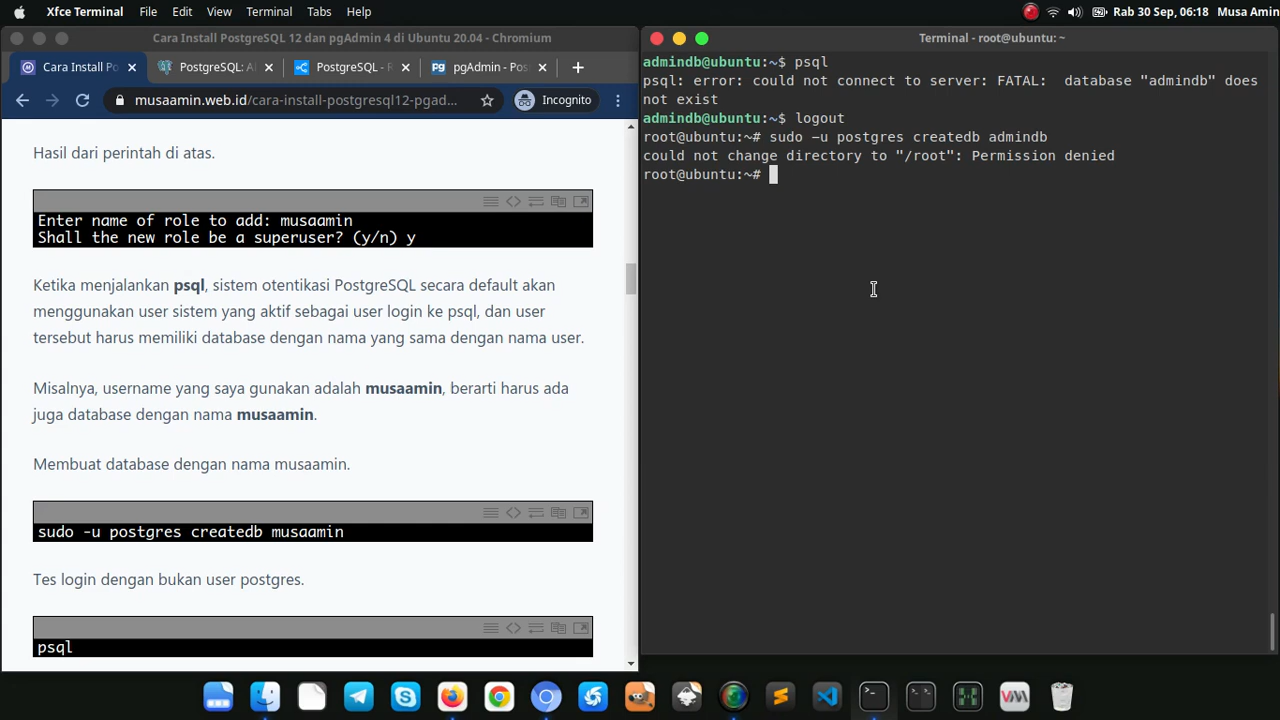 Xfce Terminal File Edit View Terminal Tabs Help Rab 30 Sep, 06:18 Musa Amin
Cara Install PostgreSQL 12 dan pgAdmin 4 di Ubuntu 20.04 - Chromium
Cara Install Po PostgreSQL: A PostgreSQL - R pgAdmin - Pos
musaamin.web.id/cara-install-postgresql12-pgad... Incognito
Hasil dari perintah di atas.
Enter name of role to add: musaamin
Shall the new role be a superuser? (y/n) y
Ketika menjalankan psql, sistem otentikasi PostgreSQL secara default akan
menggunakan user sistem yang aktif sebagai user login ke psql, dan user
tersebut harus memiliki database dengan nama yang sama dengan nama user.
Misalnya, username yang saya gunakan adalah musaamin, berarti harus ada
juga database dengan nama musaamin.
Membuat database dengan nama musaamin.
sudo -u postgres createdb musaamin
Tes login dengan bukan user postgres.
psql
Terminal - root@ubuntu: ~
admindb@ubuntu:~$ psql
psql: error: could not connect to server: FATAL:  database "admindb" does
not exist
admindb@ubuntu:~$ logout
root@ubuntu:~# sudo -u postgres createdb admindb
could not change directory to "/root": Permission denied
root@ubuntu:~#